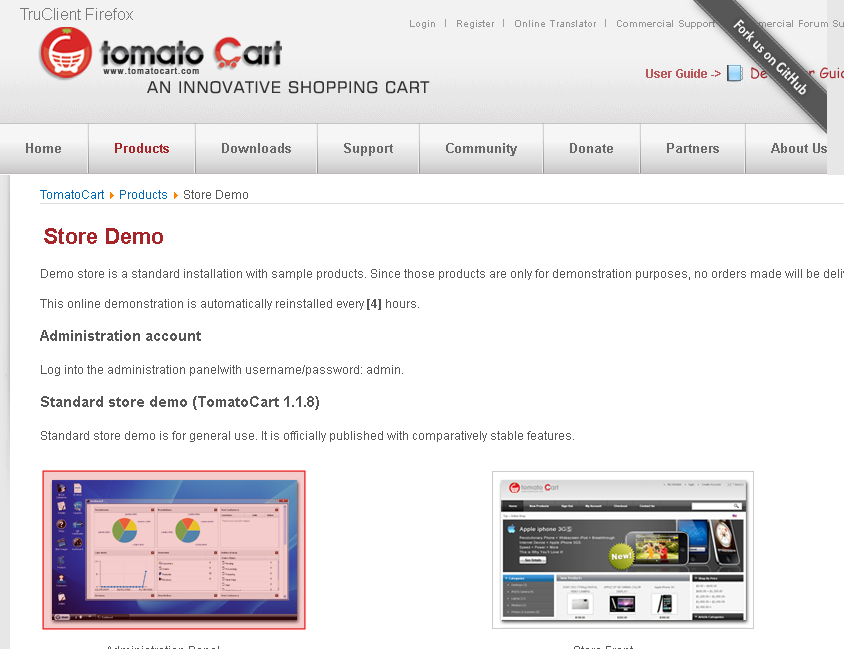 TruClient Firefox
Login | Register | Online Translator | Commercial Support
Commercial Forum Su
Fork us on GitHub
tomato Cart
www.tomatocart.com
AN INNOVATIVE SHOPPING CART
User Guide ->
Home Products Downloads Support Community Donate Partners About Us
TomatoCart Products Store Demo
Store Demo
Demo store is a standard installation with sample products. Since those products are only for demonstration purposes, no orders made will be deli
This online demonstration is automatically reinstalled every [4] hours.
Administration account
Log into the administration panelwith username/password: admin.
Standard store demo (TomatoCart 1.1.8)
Standard store demo is for general use. It is officially published with comparatively stable features.
tomato Cart
Apple iphone 3GS
New!
Administration Panel
Store Front